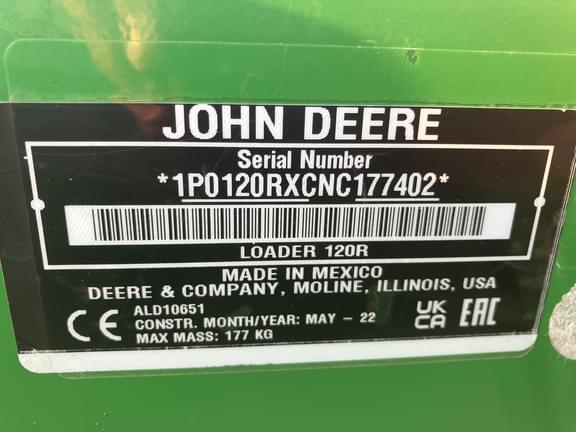 JOHN DEERE
Serial Number
*1P0120RXCNC177402*
LOADER 120R
MADE IN MEXICO
DEERE & COMPANY, MOLINE, ILLINOIS, USA
CE ALD10651
CONSTR. MONTH/YEAR: MAY – 22
MAX MASS: 177 KG
UK
CA
EAC